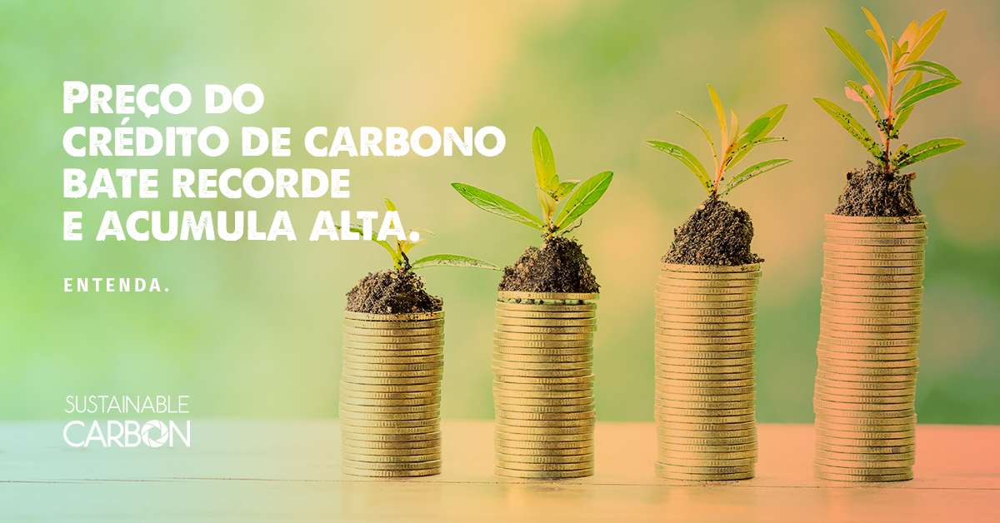 PREÇO DO
CRÉDITO DE CARBONO
BATE RECORDE
E ACUMULA ALTA.
ENTENDA.
SUSTAINABLE
CARBON